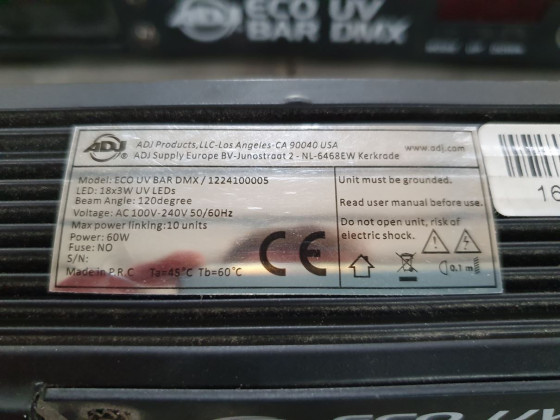 ADJ
ECO UV
BAR DMX
ADJ
ADJ Products,LLC-Los Angeles-CA 90040 USA
www.adj.com
ADJ Supply Europe BV-Junostraat 2 - NL-6468EW Kerkrade
Model: ECO UV BAR DMX / 1224100005
LED: 18x3W UV LEDs
Beam Angle: 120degree
Voltage: AC 100V-240V 50/60Hz
Max power linking:10 units
Power: 60W
Fuse: NO
S/N:
Made in P.R.C Ta=45°C Tb=60°C
CE
Unit must be grounded.
Read user manual before use.
Do not open unit, risk of
electric shock.
0.1 m
16
ECO UV